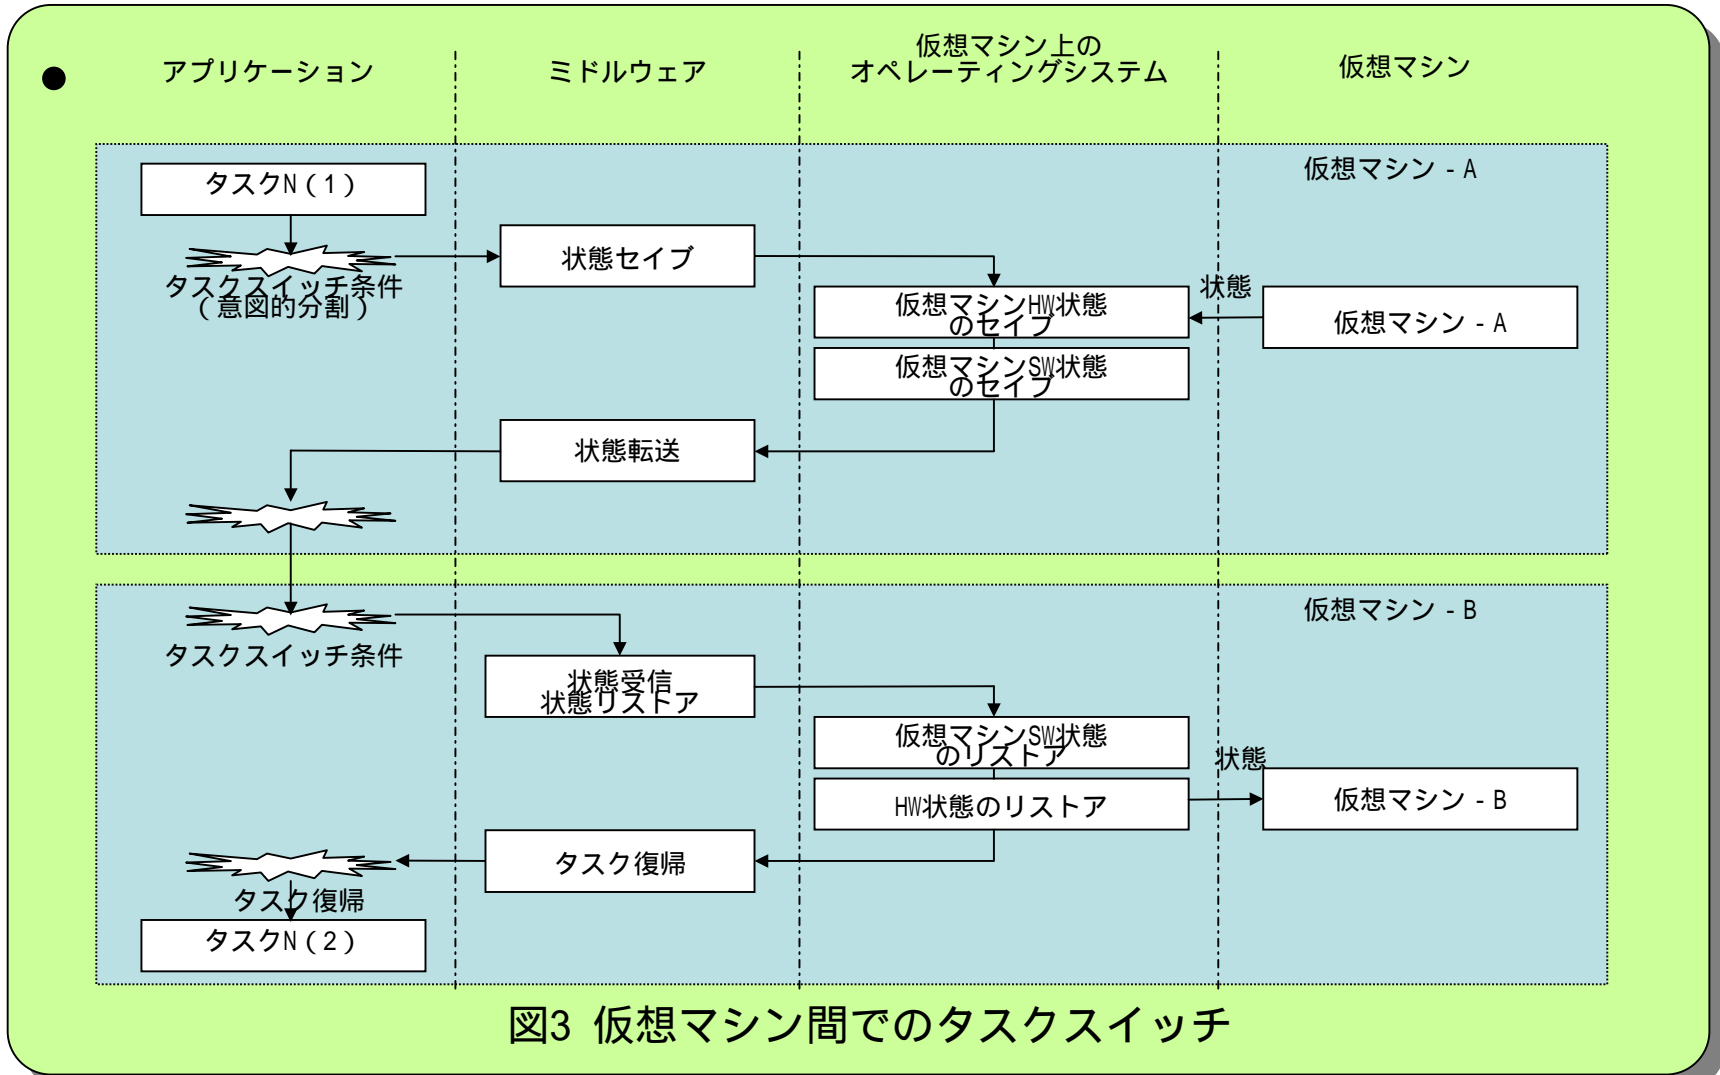 ●
アプリケーション
ミドルウェア
仮想マシン上の
オペレーティングシステム
仮想マシン
仮想マシン - A
タスクN(1)
タスクスイッチ条件
(意図的分割)
状態セイブ
仮想マシンHW状態
のセイブ
状態
仮想マシン - A
仮想マシンSW状態
のセイブ
状態転送
仮想マシン - B
タスクスイッチ条件
状態受信
状態リストア
仮想マシンSW状態
のリストア
状態
HW状態のリストア
仮想マシン - B
タスク復帰
タスク復帰
タスクN(2)
図3 仮想マシン間でのタスクスイッチ